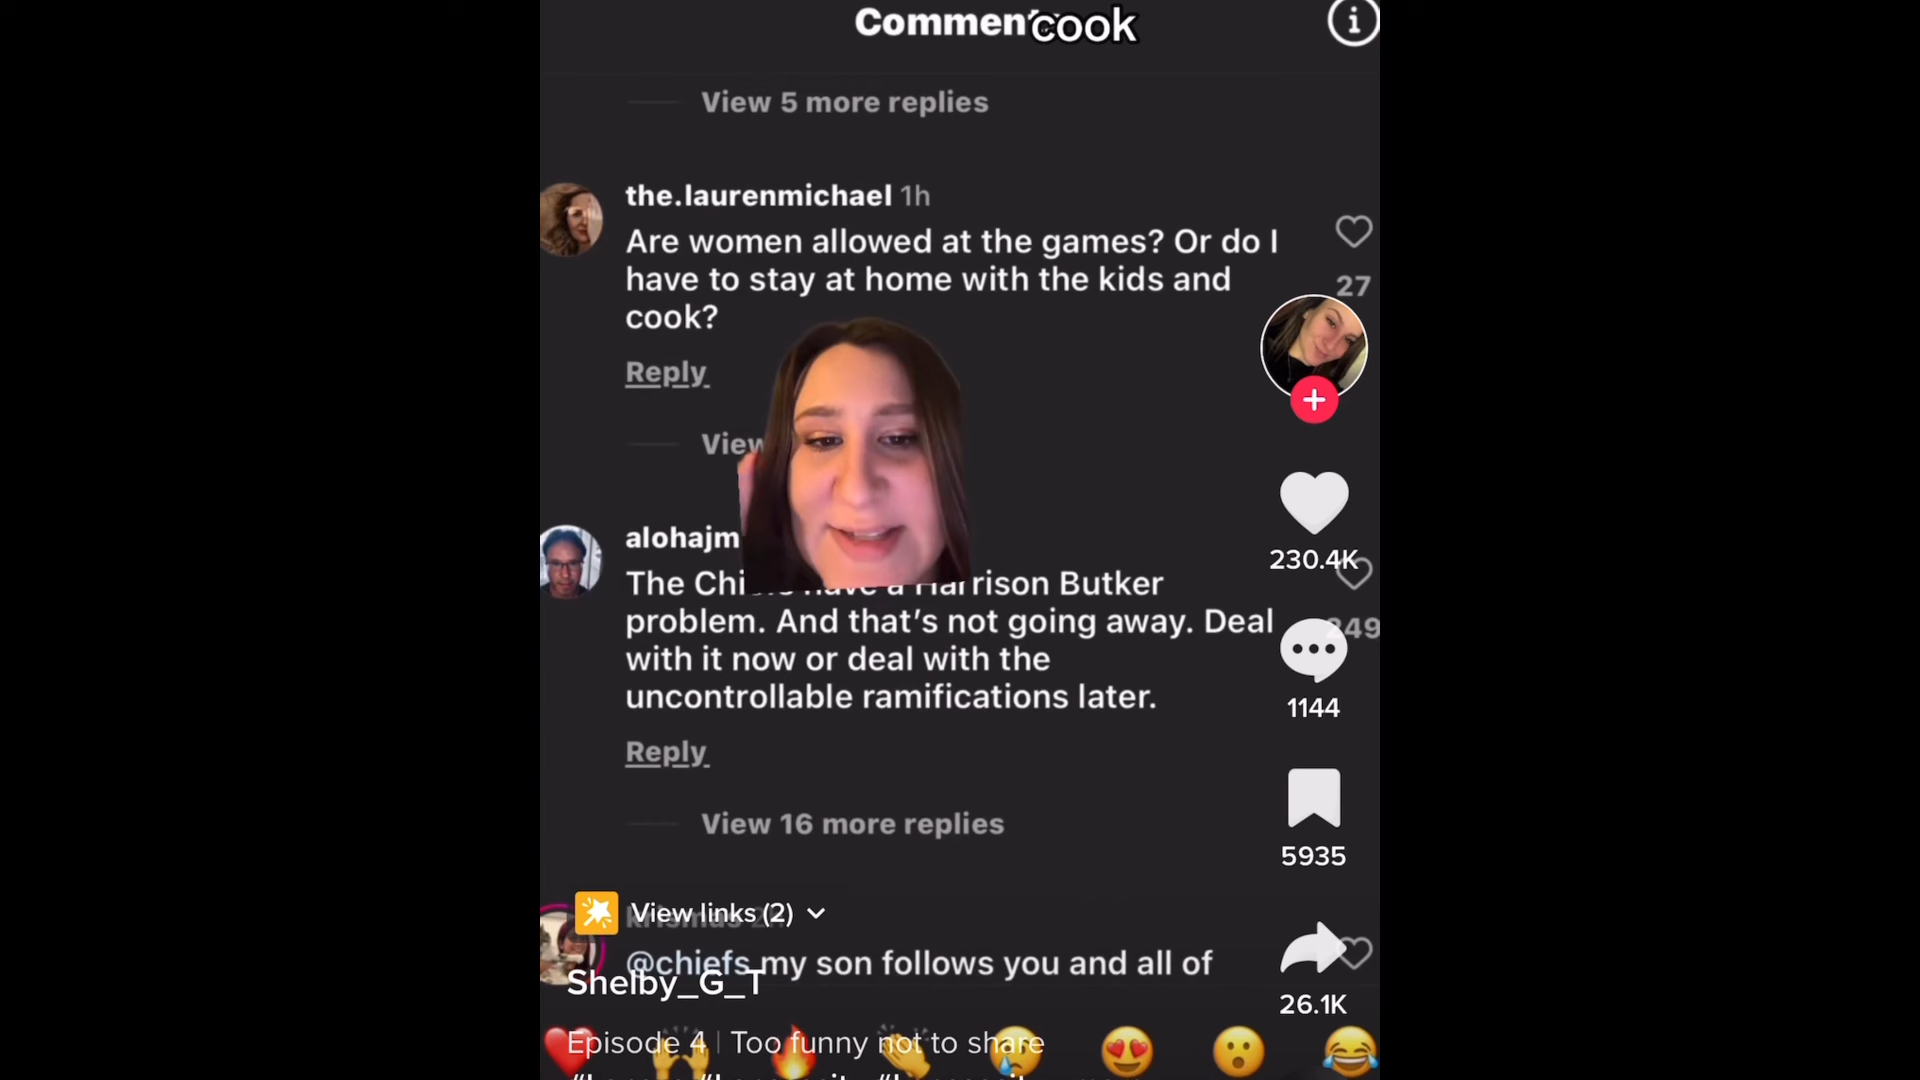 Comment
cook
View 5 more replies
the.laurenmichael 1h
Are women allowed at the games? Or do I
have to stay at home with the kids and
cook?
27
Reply
View
alohajm
The Chiefs have a Harrison Butker
problem. And that's not going away. Deal
with it now or deal with the
uncontrollable ramifications later.
249
Reply
View 16 more replies
230.4K
1144
5935
26.1K
View links (2)
@chiefs my son follows you and all of
Shelby_G_T
Episode 4 | Too funny not to share